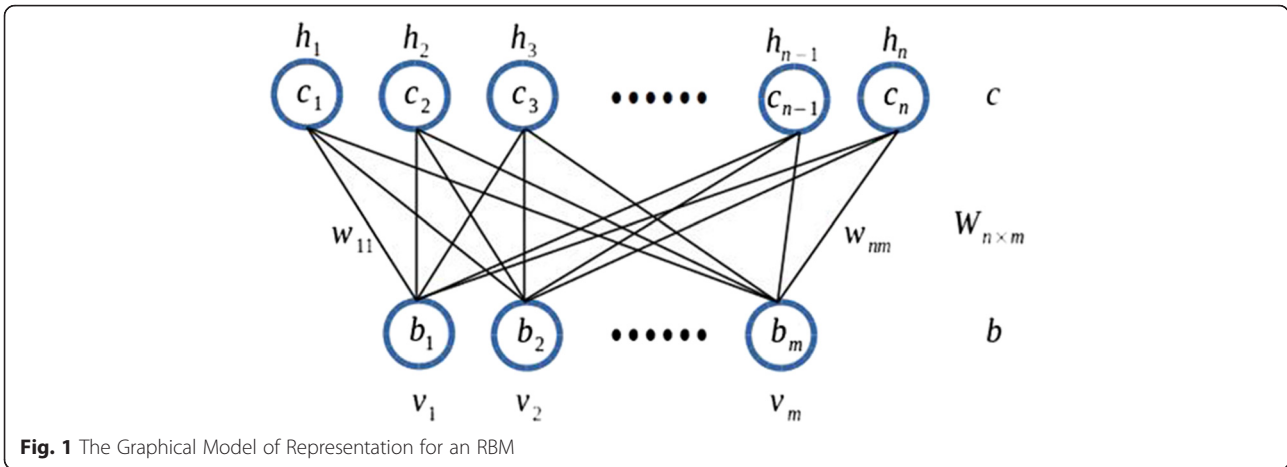 h₁ h₂ h₃ hₙ₋₁ hₙ
c₁ c₂ c₃ •••••• cₙ₋₁ cₙ c
w₁₁ wₙₘ Wₙ×ₘ
b₁ b₂ •••••• bₘ b
v₁ v₂ vₘ
Fig. 1 The Graphical Model of Representation for an RBM